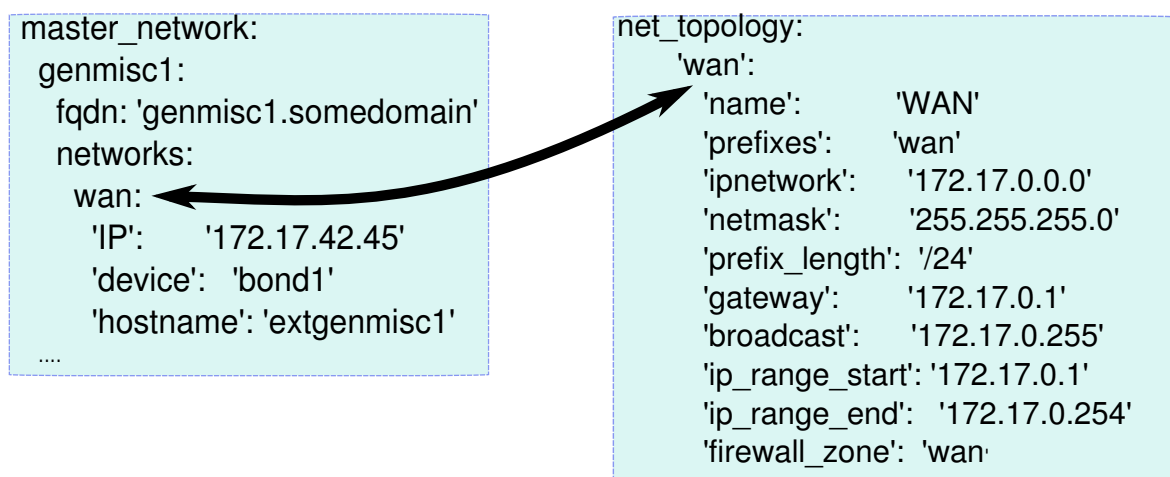 master_network:
genmisc1:
fqdn: 'genmisc1.somedomain'
networks:
wan:
'IP': '172.17.42.45'
'device': 'bond1'
'hostname': 'extgenmisc1'
....
net_topology:
'wan':
'name': 'WAN'
'prefixes': 'wan'
'ipnetwork': '172.17.0.0.0'
'netmask': '255.255.255.0'
'prefix_length': '/24'
'gateway': '172.17.0.1'
'broadcast': '172.17.0.255'
'ip_range_start': '172.17.0.1'
'ip_range_end': '172.17.0.254'
'firewall_zone': 'wan'